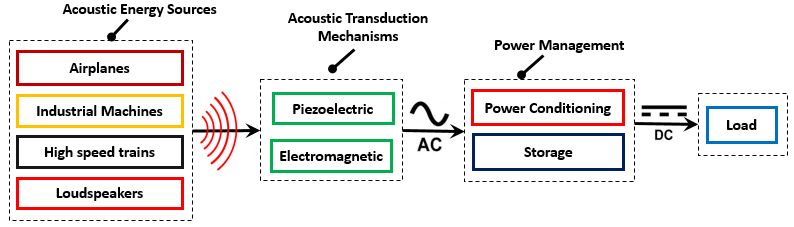 Acoustic Energy Sources
Airplanes
Industrial Machines
High speed trains
Loudspeakers
Acoustic Transduction
Mechanisms
Piezoelectric
Electromagnetic
AC
Power Management
Power Conditioning
Storage
DC
Load